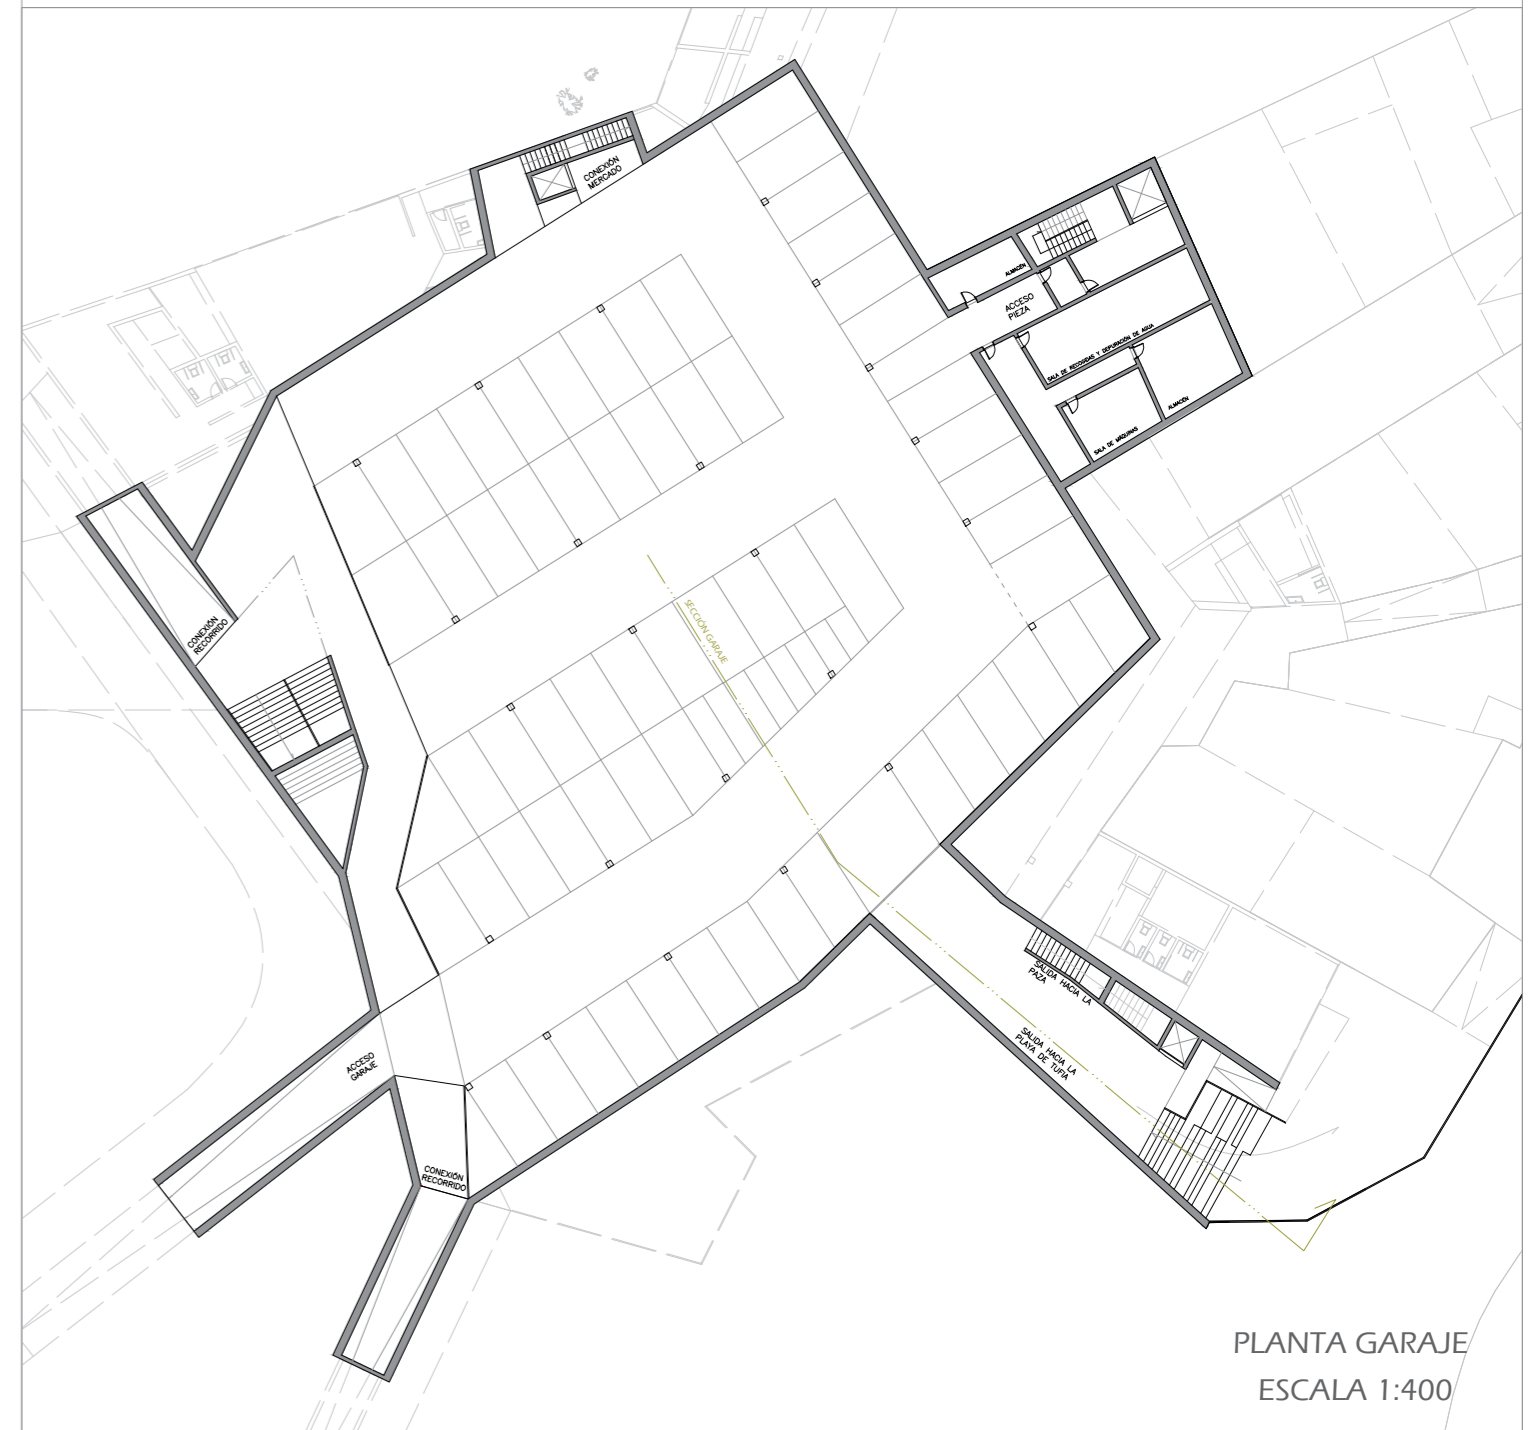 CONEXIÓN
MERCADO
ALMACÉN
ACCESO
PIEZA
SALA DE RECOGIDAS Y DEPURACIÓN DE AGUA
ALMACÉN
SALA DE MÁQUINAS
CONEXIÓN
RECORRIDO
SECCIÓN GARAJE
SALIDA HACIA LA
PAZA
SALIDA HACIA LA
PLAYA DE TUFIA
ACCESO
GARAJE
CONEXIÓN
RECORRIDO
PLANTA GARAJE
ESCALA 1:400